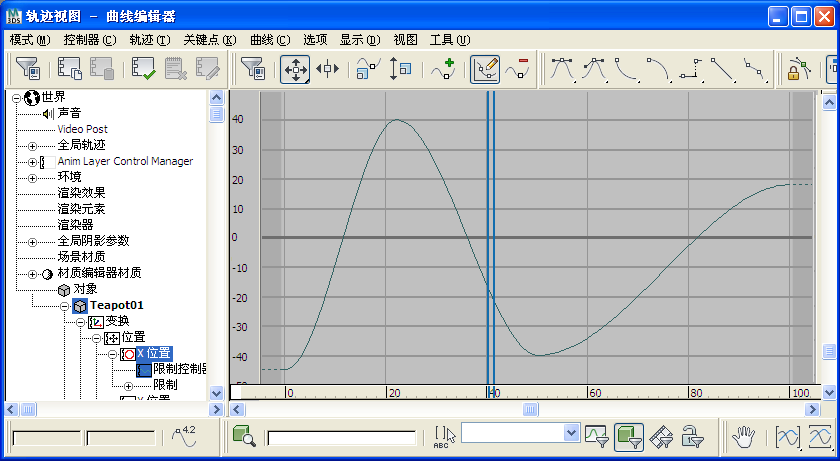 轨迹视图 - 曲线编辑器
模式(M) 控制器(C) 轨迹(T) 关键点(K) 曲线(C) 选项 显示(D) 视图 工具(U)
世界
声音
Video Post
全局轨迹
Anim Layer Control Manager
环境
渲染效果
渲染元素
渲染器
全局阴影参数
场景材质
材质编辑器材质
对象
Teapot01
变换
位置
X 位置
限制控制器
限制
40
30
20
10
0
-10
-20
-30
-40
0 20 40 60 80 100
4.2
ABC